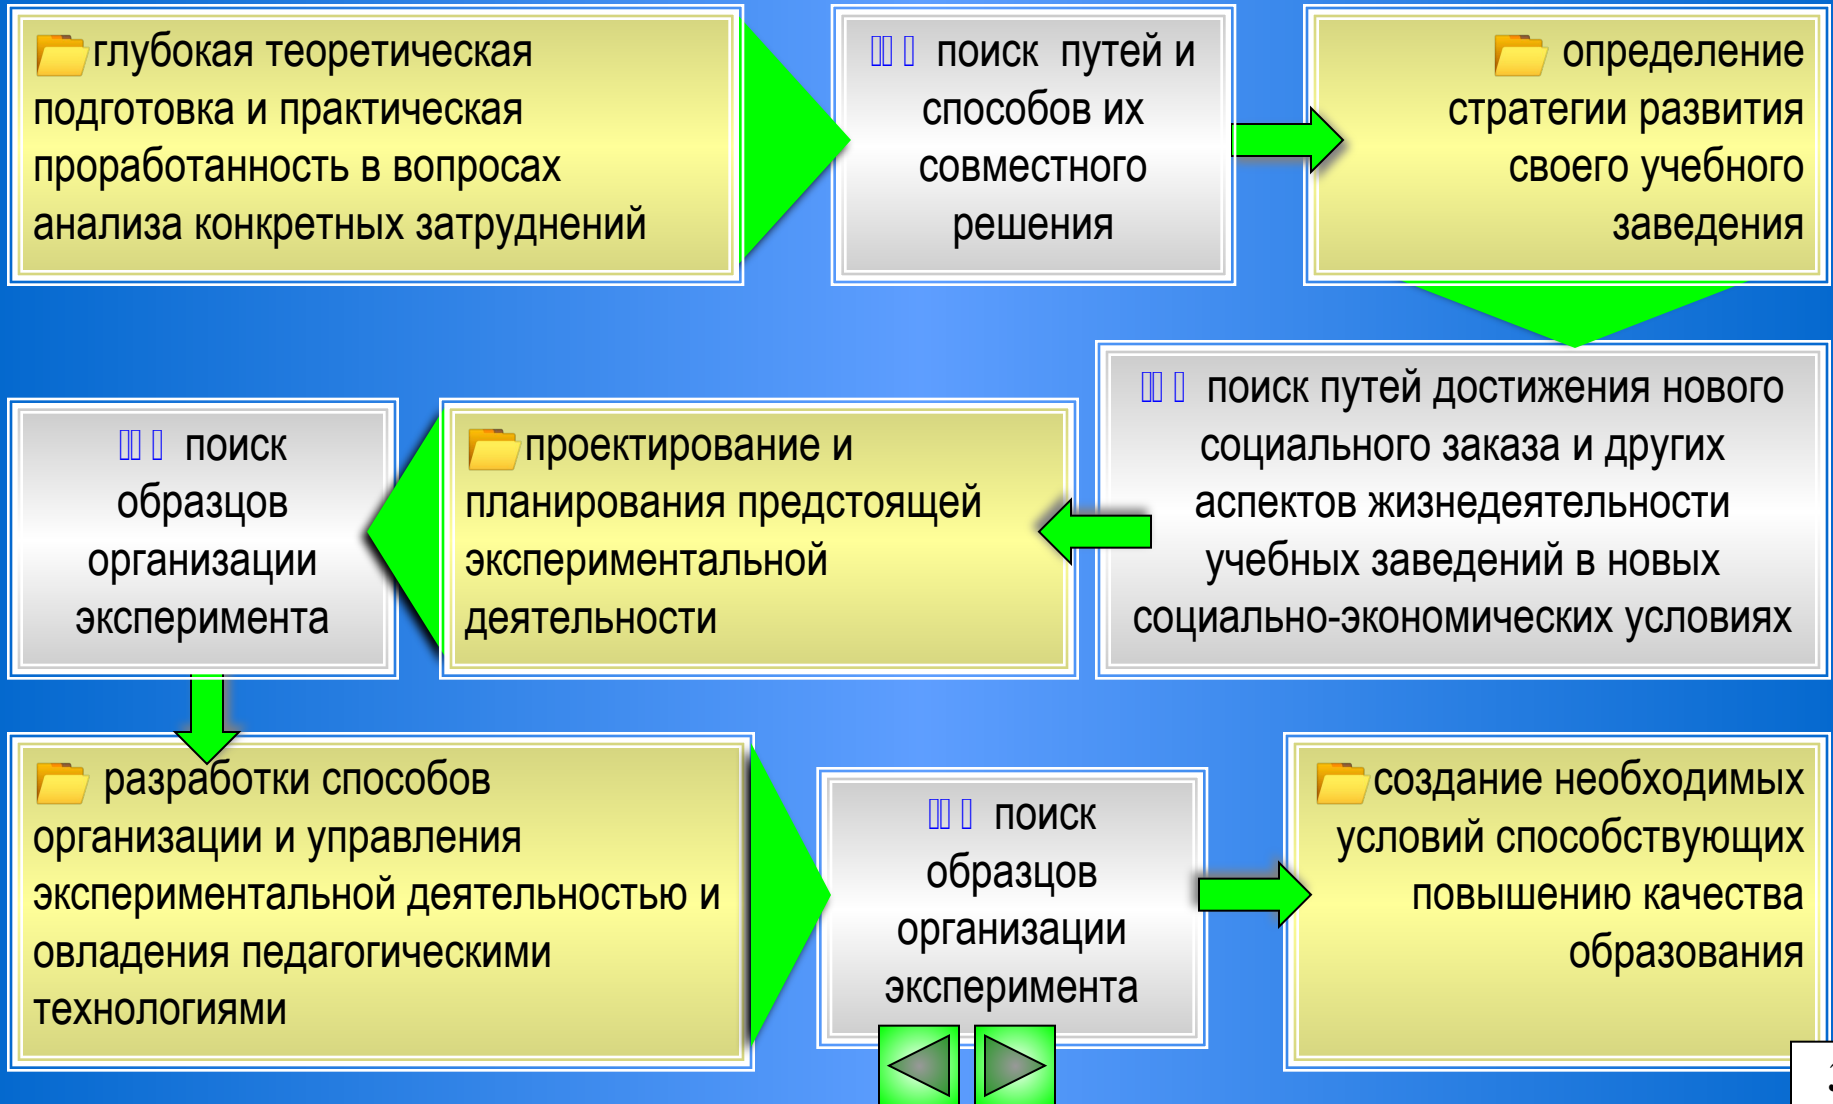 глубокая теоретическая
подготовка и практическая
проработанность в вопросах
анализа конкретных затруднений
поиск путей и
способов их
совместного
решения
определение
стратегии развития
своего учебного
заведения
поиск путей достижения нового
социального заказа и других
аспектов жизнедеятельности
учебных заведений в новых
социально-экономических условиях
проектирование и
планирования предстоящей
экспериментальной
деятельности
поиск
образцов
организации
эксперимента
разработки способов
организации и управления
экспериментальной деятельностью и
овладения педагогическими
технологиями
поиск
образцов
организации
эксперимента
создание необходимых
условий способствующих
повышению качества
образования